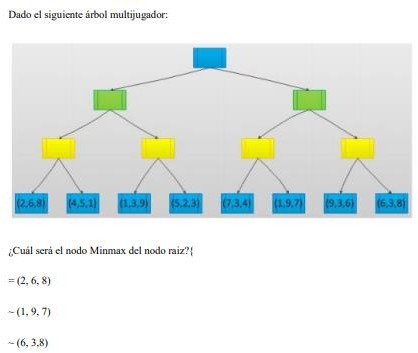 Dado el siguiente árbol multijugador:
(2,6,8) (4,5,1) (1,3,9) (5,2,3) (7,3,4) (1,9,7) (9,3,6) (6,3,8)
¿Cuál será el nodo Minmax del nodo raiz?{
= (2, 6, 8)
~ (1, 9, 7)
~ (6, 3,8)